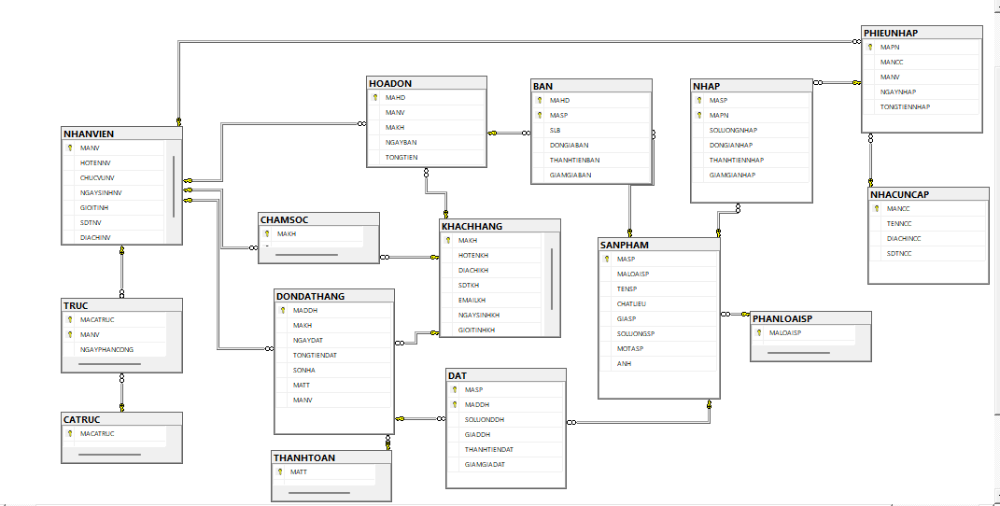 PHIEUNHAP
MAPN
MANCC
MANV
NGAYNHAP
TONGTIENNHAP
HOADON
MAHD
MANV
MAKH
NGAYBAN
TONGTIEN
BAN
MAHD
MASP
SLB
DONGIABAN
THANHTIENBAN
GIAMGIABAN
NHAP
MASP
MAPN
SOLUONGNHAP
DONGIANHAP
THANHTIENNHAP
GIAMGIANHAP
NHANVIEN
MANV
HOTENNV
CHUCVUNV
NGAYSINHNV
GIOITINH
SDTNV
DIACHINV
NHACUNCAP
MANCC
TENNCC
DIACHINCC
SDTNCC
CHAMSOC
MAKH
KHACHHANG
MAKH
HOTENKH
DIACHIKH
SDTKH
EMAILKH
NGAYSINHKH
GIOITINHKH
SANPHAM
MASP
MALOAISP
TENSP
CHATLIEU
GIASP
SOLUONGSP
MOTASP
ANH
DONDATHANG
MADDH
MAKH
NGAYDAT
TONGTIENDAT
SONHA
MATT
MANV
TRUC
MACATRUC
MANV
NGAYPHANCONG
PHANLOAISP
MALOAISP
DAT
MASP
MADDH
SOLUONDDH
GIADDH
THANHTIENDAT
GIAMGIADAT
CATRUC
MACATRUC
THANHTOAN
MATT